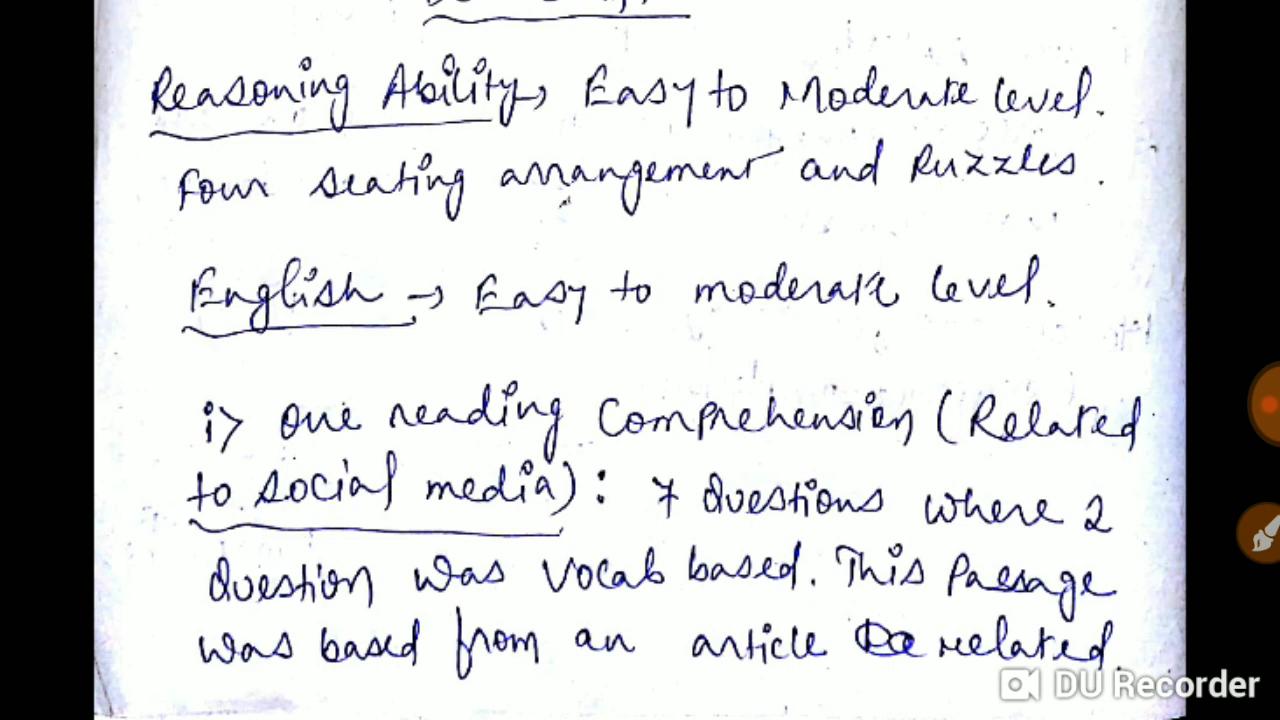 Reasoning Ability → Easy to Moderate level.
Four seating arrangement and Puzzles.
English → Easy to moderate level.
i> One reading Comprehension (Related
to social media): 7 Questions where 2
Question was Vocab based. This Passage
was based from an article related
DU Recorder